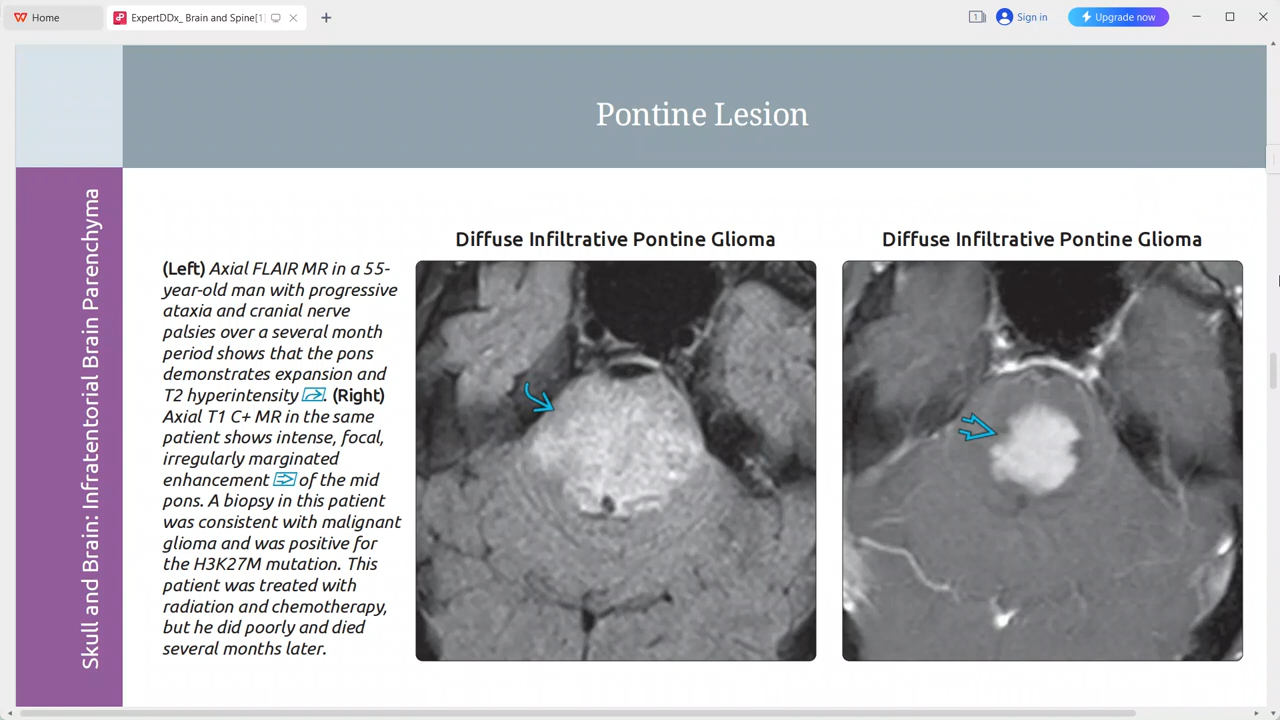 Home
ExpertDDx_ Brain and Spine[1]
1
Sign in
Upgrade now
Pontine Lesion
Skull and Brain: Infratentorial Brain Parenchyma
Diffuse Infiltrative Pontine Glioma
Diffuse Infiltrative Pontine Glioma
(Left) Axial FLAIR MR in a 55-
year-old man with progressive
ataxia and cranial nerve
palsies over a several month
period shows that the pons
demonstrates expansion and
T2 hyperintensity . (Right)
Axial T1 C+ MR in the same
patient shows intense, focal,
irregularly marginated
enhancement of the mid
pons. A biopsy in this patient
was consistent with malignant
glioma and was positive for
the H3K27M mutation. This
patient was treated with
radiation and chemotherapy,
but he did poorly and died
several months later.